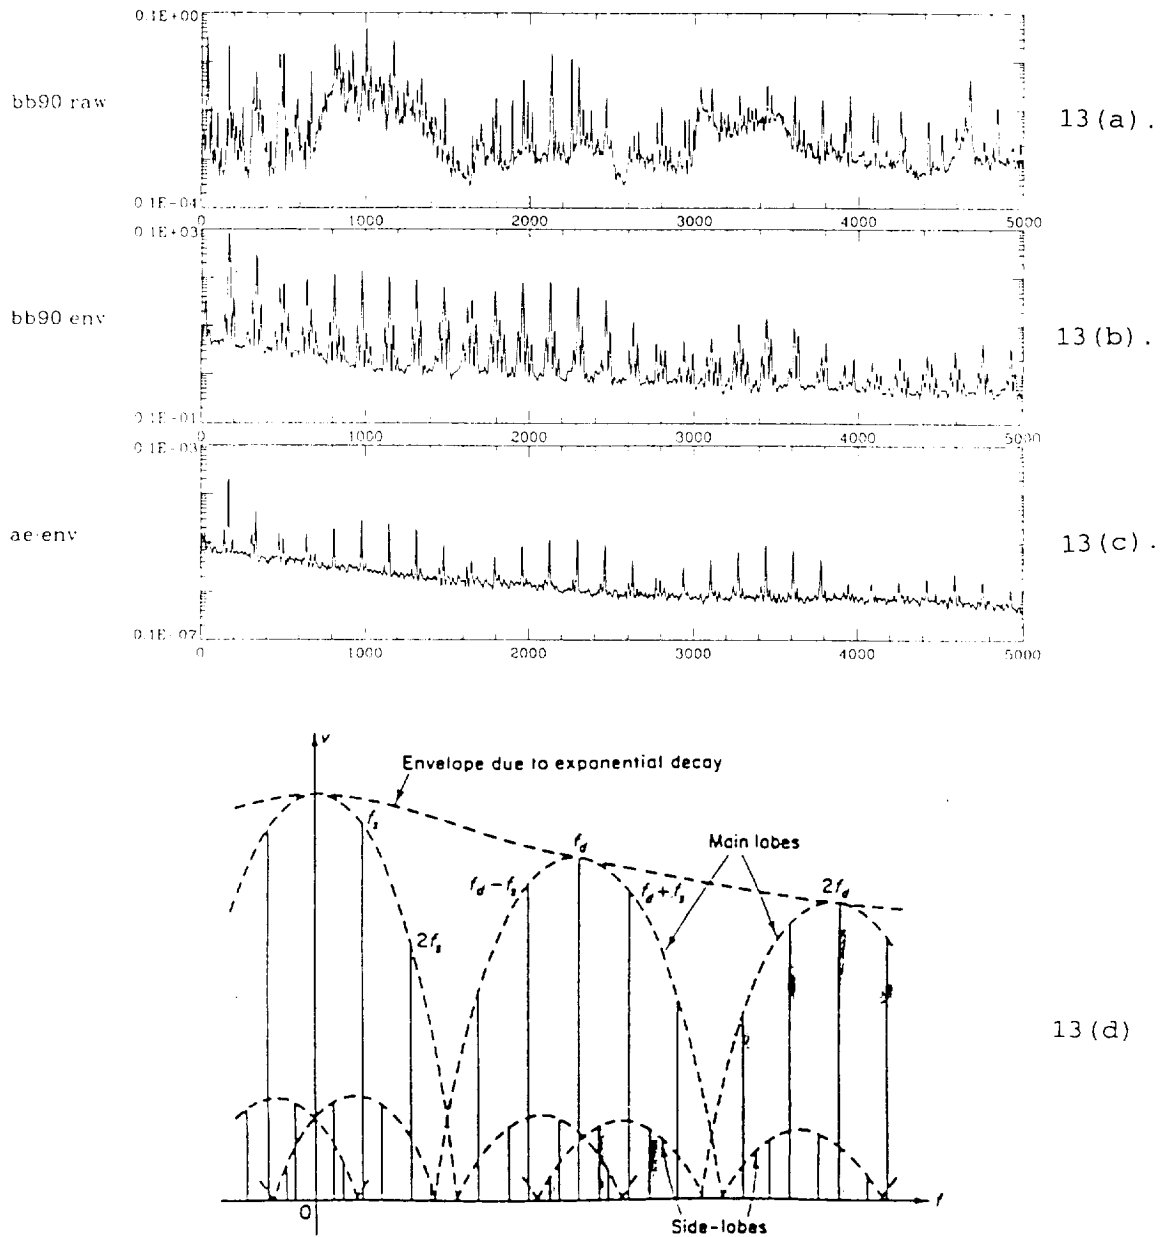 0.1E+00
bb90 raw
13(a).
0.1E-04
0 1000 2000 3000 4000 5000
0.1E+03
bb90 env
13(b).
0.1E-01
0 1000 2000 3000 4000 5000
0.1E-03
ae-env
13(c).
0.1E-07
0 1000 2000 3000 4000 5000
v
Envelope due to exponential decay
f_s
f_d
Main lobes
f_d - f_s
f_d + f_s
2f_d
2f_s
13(d)
0
f
Side-lobes